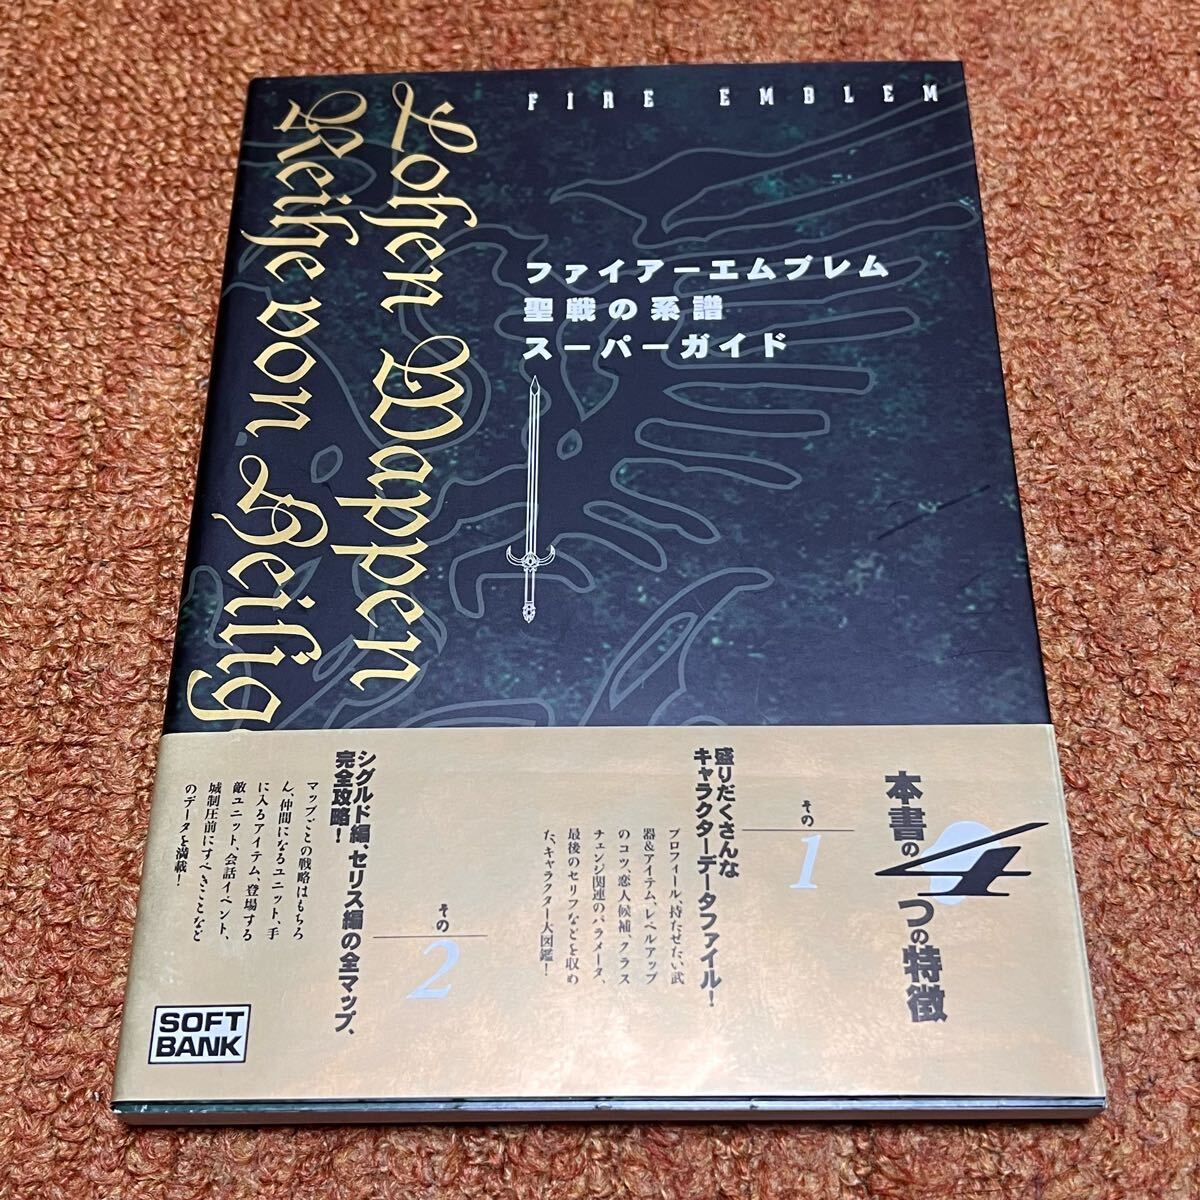 FIRE EMBLEM
ファイアーエムブレム
聖戦の系譜
スーパーガイド
Lohen Wappen
Reihe von Heilig
本書の4つの特徴
その1
盛りだくさんな
キャラクターデータファイル!
プロフィール、持たせたい武
器&アイテム、レベルアップ
のコツ、恋人候補、クラス
チェンジ関連のパラメータ、
最後のセリフなどを収め
た、キャラクター大図鑑!
その2
シグルド編、セリス編の全マップ、
完全攻略!
マップごとの戦略はもちろ
ん、仲間になるユニット、手
に入るアイテム、登場する
敵ユニット、会話イベント、
城制圧前にすべきことなど
のデータを満載!
SOFT
BANK